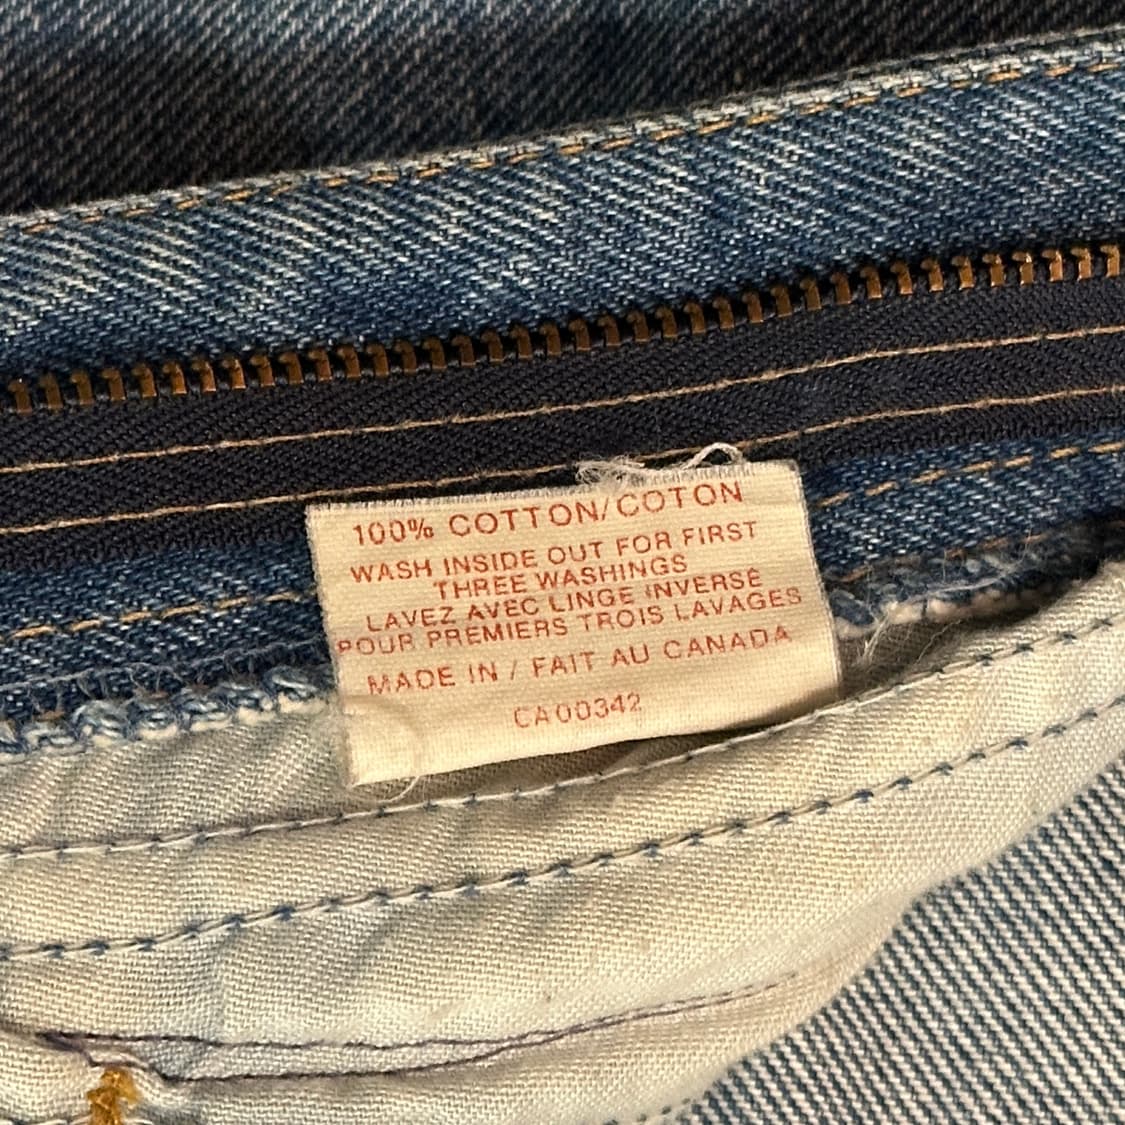 100% COTTON/COTON
WASH INSIDE OUT FOR FIRST
THREE WASHINGS
LAVEZ AVEC LINGE INVERSÉ
POUR PREMIERS TROIS LAVAGES
MADE IN / FAIT AU CANADA
CA00342